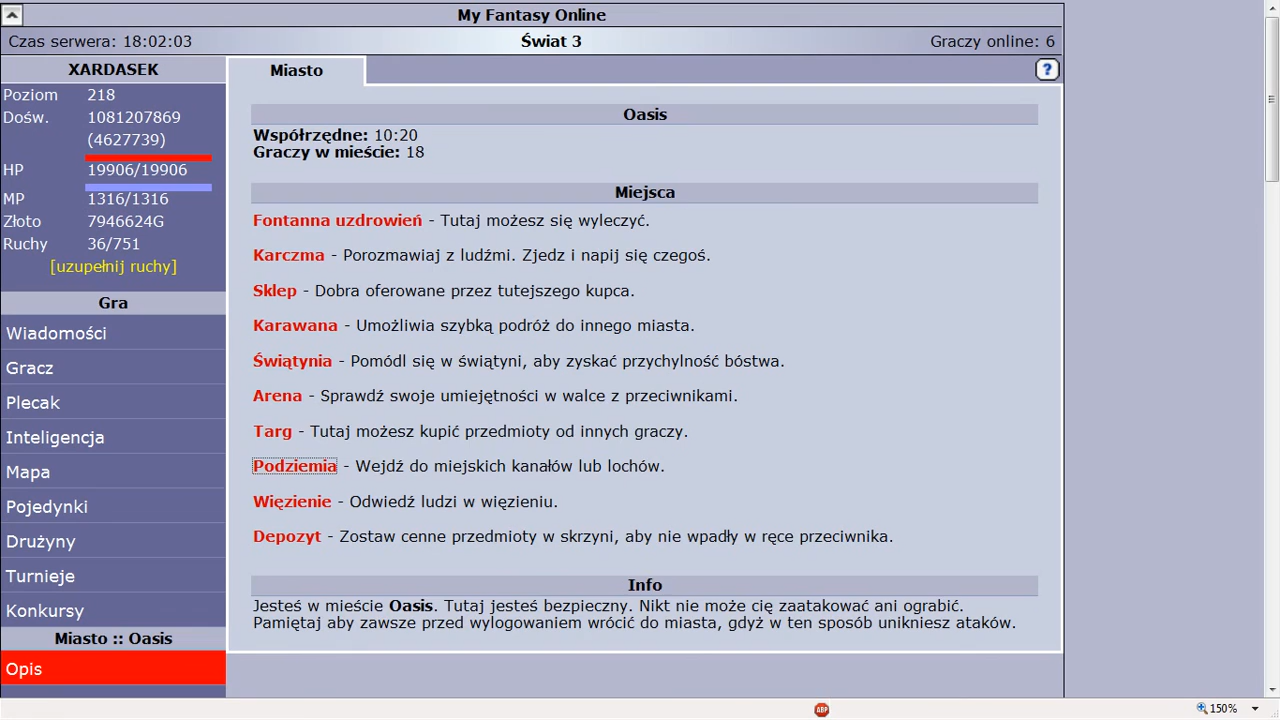 My Fantasy Online
Czas serwera: 18:02:03
Świat 3
Graczy online: 6
XARDASEK
Poziom 218
Dośw. 1081207869
(4627739)
HP 19906/19906
MP 1316/1316
Złoto 7946624G
Ruchy 36/751
[uzupełnij ruchy]
Gra
Wiadomości
Gracz
Plecak
Inteligencja
Mapa
Pojedynki
Drużyny
Turnieje
Konkursy
Miasto :: Oasis
Opis
Miasto
?
Oasis
Współrzędne: 10:20
Graczy w mieście: 18
Miejsca
Fontanna uzdrowień - Tutaj możesz się wyleczyć.
Karczma - Porozmawiaj z ludźmi. Zjedz i napij się czegoś.
Sklep - Dobra oferowane przez tutejszego kupca.
Karawana - Umożliwia szybką podróż do innego miasta.
Świątynia - Pomódl się w świątyni, aby zyskać przychylność bóstwa.
Arena - Sprawdź swoje umiejętności w walce z przeciwnikami.
Targ - Tutaj możesz kupić przedmioty od innych graczy.
Podziemia - Wejdź do miejskich kanałów lub lochów.
Więzienie - Odwiedź ludzi w więzieniu.
Depozyt - Zostaw cenne przedmioty w skrzyni, aby nie wpadły w ręce przeciwnika.
Info
Jesteś w mieście Oasis. Tutaj jesteś bezpieczny. Nikt nie może cię zaatakować ani ograbić.
Pamiętaj aby zawsze przed wylogowaniem wrócić do miasta, gdyż w ten sposób unikniesz ataków.
ABP
150%